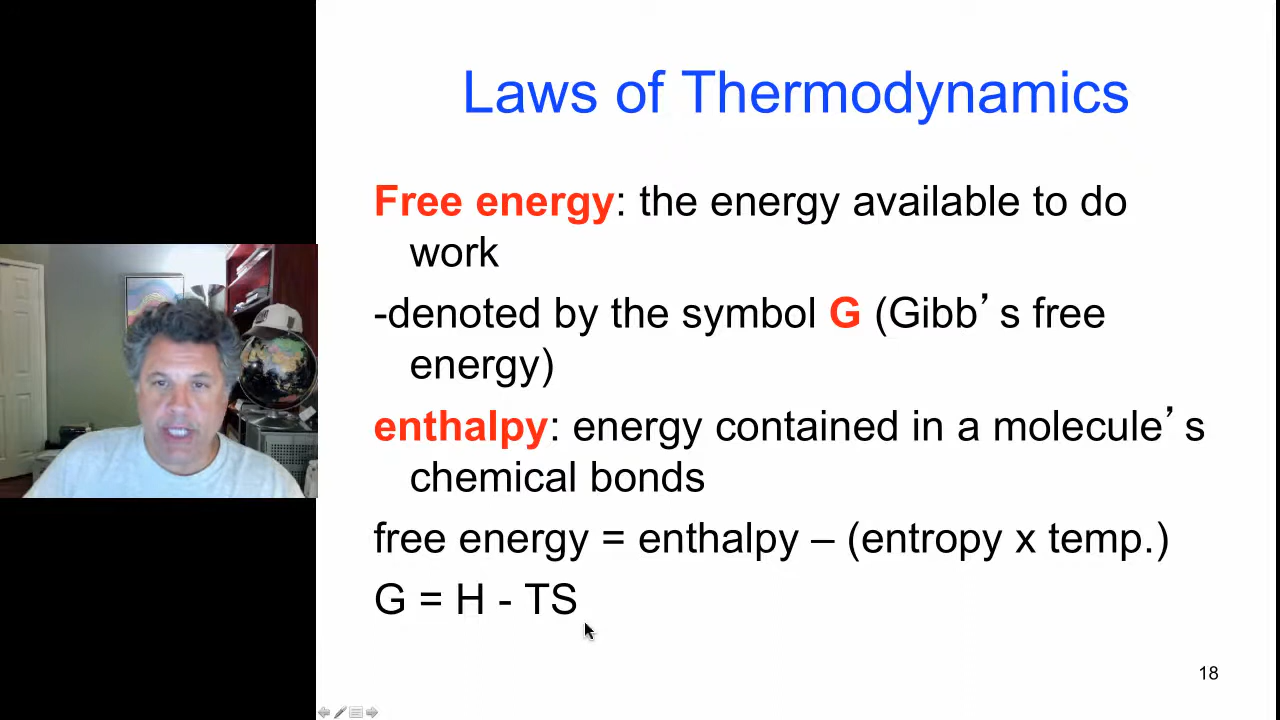 Laws of Thermodynamics
Free energy: the energy available to do
work
-denoted by the symbol G (Gibb’s free
energy)
enthalpy: energy contained in a molecule’s
chemical bonds
free energy = enthalpy – (entropy x temp.)
G = H - TS
18